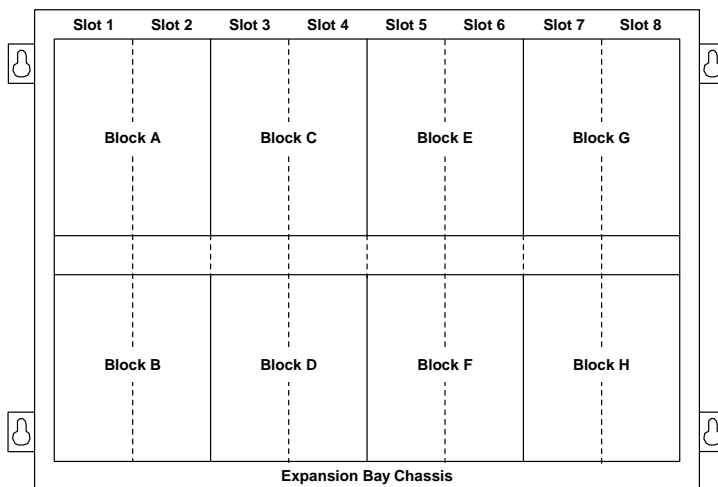 Slot 1 Slot 2 Slot 3 Slot 4 Slot 5 Slot 6 Slot 7 Slot 8
Block A Block C Block E Block G
Block B Block D Block F Block H
Expansion Bay Chassis